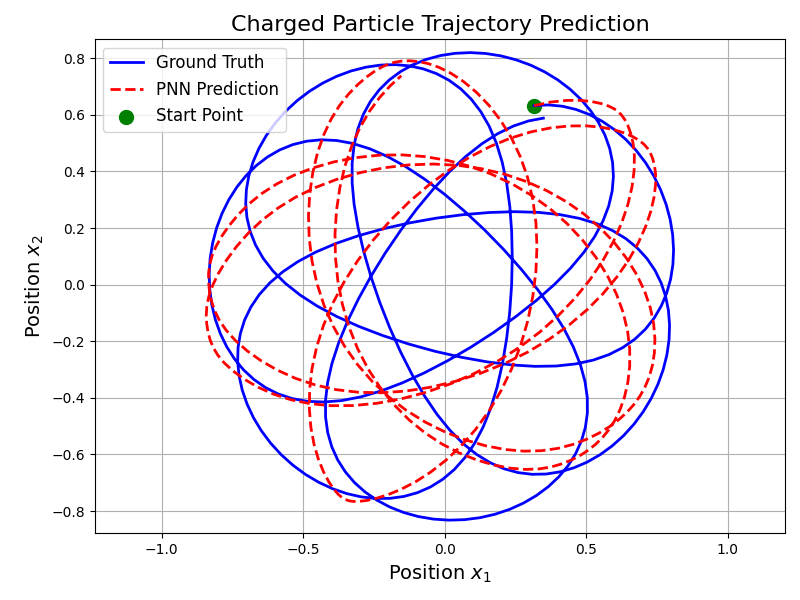 Charged Particle Trajectory Prediction
Ground Truth
PNN Prediction
Start Point
Position x₂
0.8
0.6
0.4
0.2
0.0
−0.2
−0.4
−0.6
−0.8
−1.0
−0.5
0.0
0.5
1.0
Position x₁